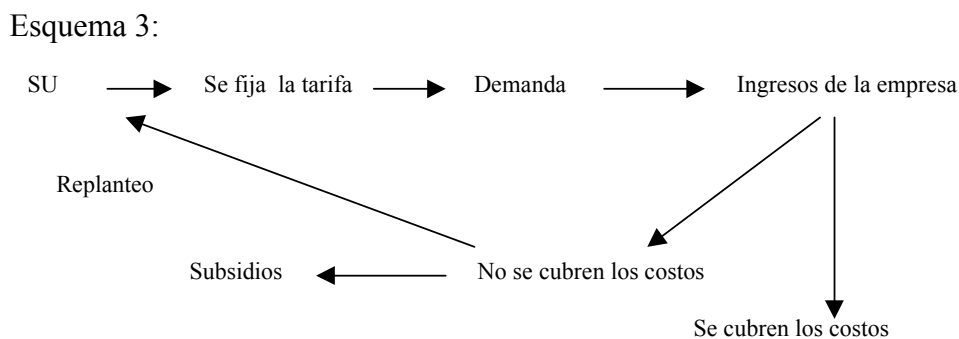 Esquema 3:
SU Se fija la tarifa Demanda Ingresos de la empresa
Replanteo
Subsidios No se cubren los costos
Se cubren los costos